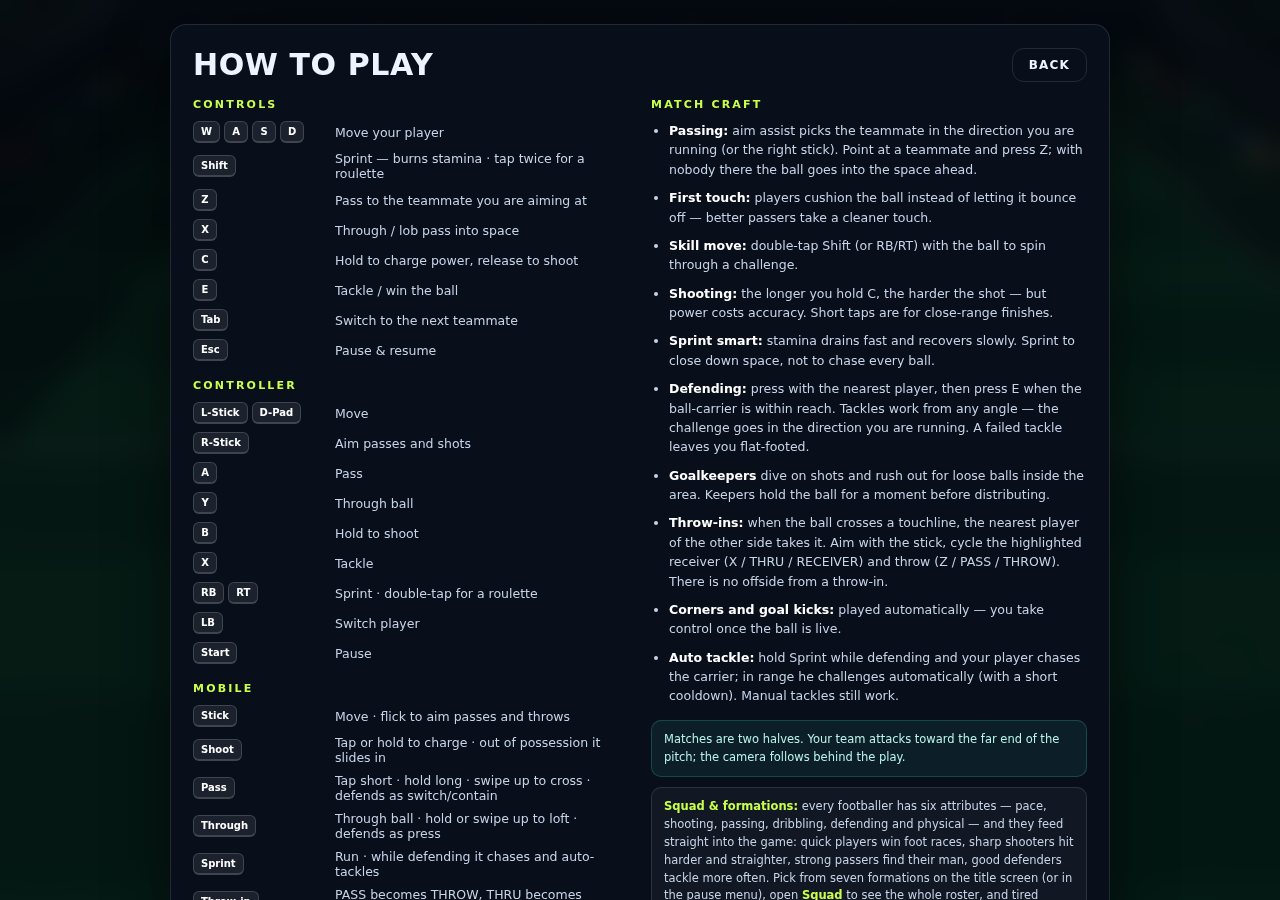 HOW TO PLAY
BACK
CONTROLS
W A S D Move your player
Shift Sprint — burns stamina · tap twice for a
roulette
Z Pass to the teammate you are aiming at
X Through / lob pass into space
C Hold to charge power, release to shoot
E Tackle / win the ball
Tab Switch to the next teammate
Esc Pause & resume
CONTROLLER
L-Stick D-Pad Move
R-Stick Aim passes and shots
A Pass
Y Through ball
B Hold to shoot
X Tackle
RB RT Sprint · double-tap for a roulette
LB Switch player
Start Pause
MOBILE
Stick Move · flick to aim passes and throws
Shoot Tap or hold to charge · out of possession it
slides in
Pass Tap short · hold long · swipe up to cross ·
defends as switch/contain
Through Through ball · hold or swipe up to loft ·
defends as press
Sprint Run · while defending it chases and auto-
tackles
Throw-in PASS becomes THROW, THRU becomes
MATCH CRAFT
• Passing: aim assist picks the teammate in the direction you are
running (or the right stick). Point at a teammate and press Z; with
nobody there the ball goes into the space ahead.
• First touch: players cushion the ball instead of letting it bounce
off — better passers take a cleaner touch.
• Skill move: double-tap Shift (or RB/RT) with the ball to spin
through a challenge.
• Shooting: the longer you hold C, the harder the shot — but
power costs accuracy. Short taps are for close-range finishes.
• Sprint smart: stamina drains fast and recovers slowly. Sprint to
close down space, not to chase every ball.
• Defending: press with the nearest player, then press E when the
ball-carrier is within reach. Tackles work from any angle — the
challenge goes in the direction you are running. A failed tackle
leaves you flat-footed.
• Goalkeepers dive on shots and rush out for loose balls inside the
area. Keepers hold the ball for a moment before distributing.
• Throw-ins: when the ball crosses a touchline, the nearest player
of the other side takes it. Aim with the stick, cycle the highlighted
receiver (X / THRU / RECEIVER) and throw (Z / PASS / THROW).
There is no offside from a throw-in.
• Corners and goal kicks: played automatically — you take
control once the ball is live.
• Auto tackle: hold Sprint while defending and your player chases
the carrier; in range he challenges automatically (with a short
cooldown). Manual tackles still work.
Matches are two halves. Your team attacks toward the far end of the
pitch; the camera follows behind the play.
Squad & formations: every footballer has six attributes — pace,
shooting, passing, dribbling, defending and physical — and they feed
straight into the game: quick players win foot races, sharp shooters hit
harder and straighter, strong passers find their man, good defenders
tackle more often. Pick from seven formations on the title screen (or in
the pause menu), open Squad to see the whole roster, and tired